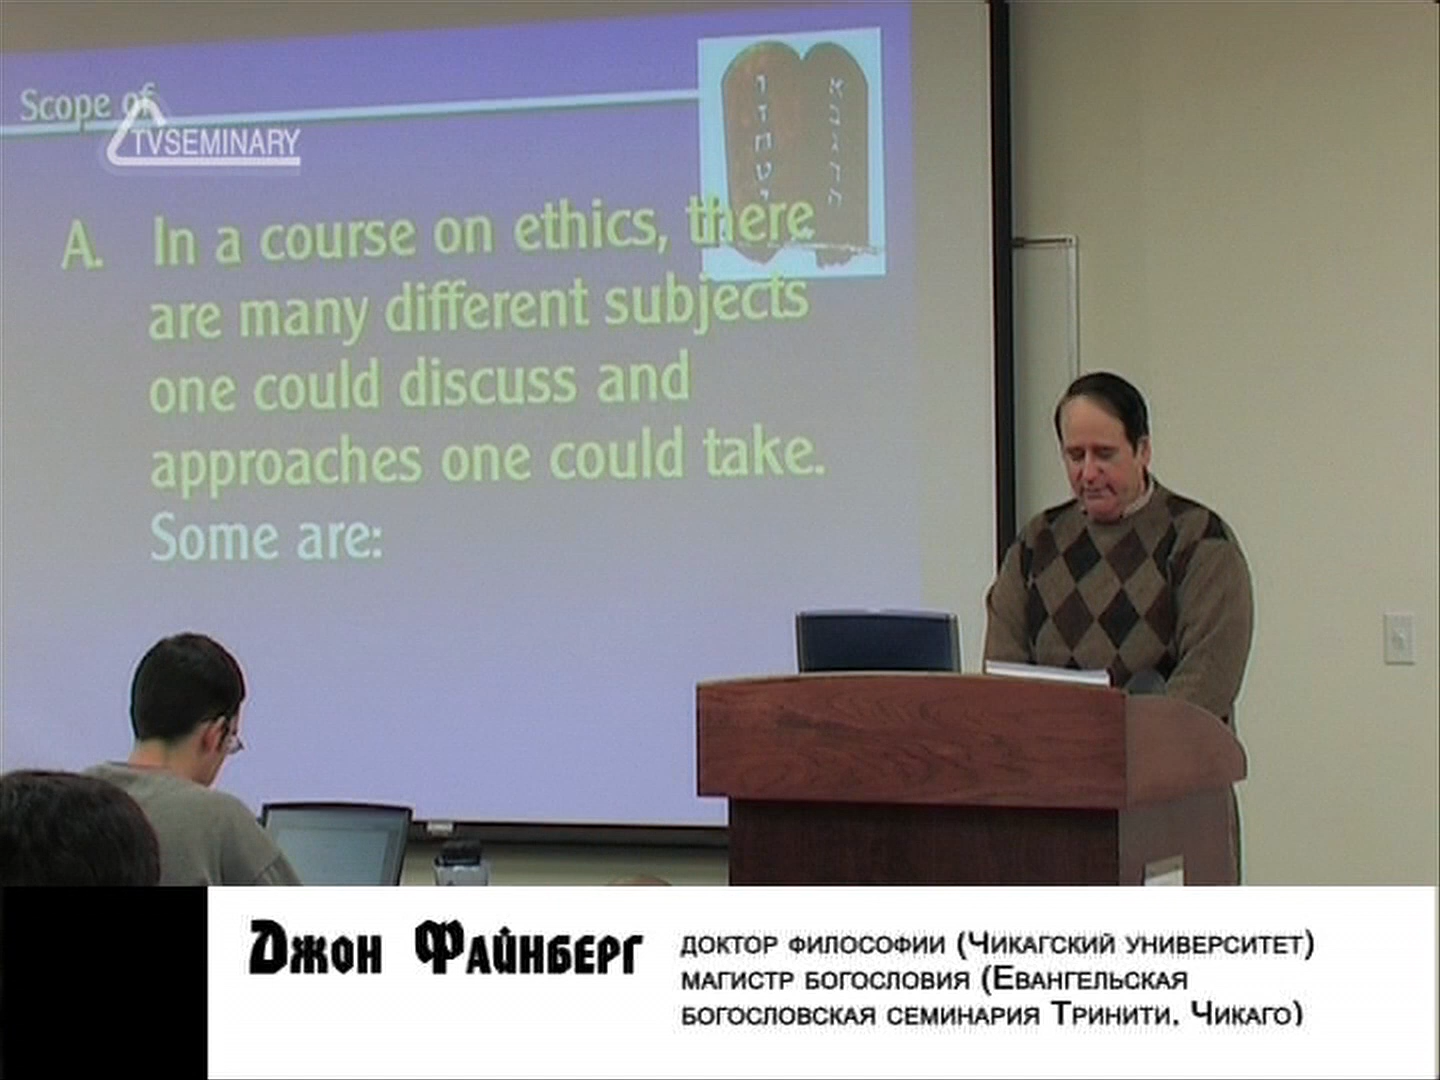 Scope of
TVSEMINARY
A. In a course on ethics, there
are many different subjects
one could discuss and
approaches one could take.
Some are:
Джон Файнберг
доктор философии (Чикагский университет)
магистр богословия (Евангельская
богословская семинария Тринити. Чикаго)